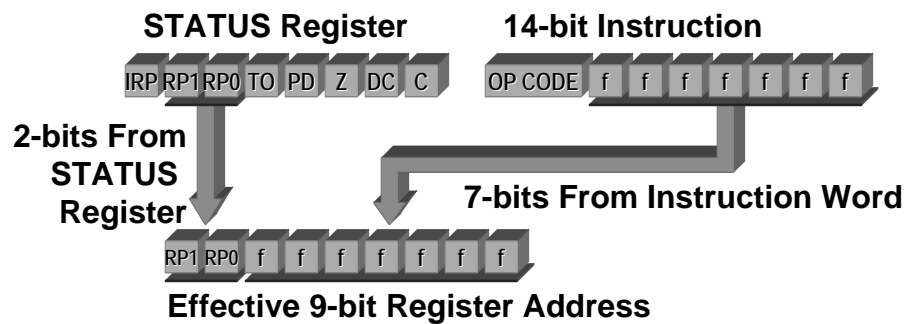 STATUS Register
14-bit Instruction
IRP RP1 RP0 TO PD Z DC C
OP CODE f f f f f f f
2-bits From
STATUS
Register
7-bits From Instruction Word
RP1 RP0 f f f f f f f
Effective 9-bit Register Address